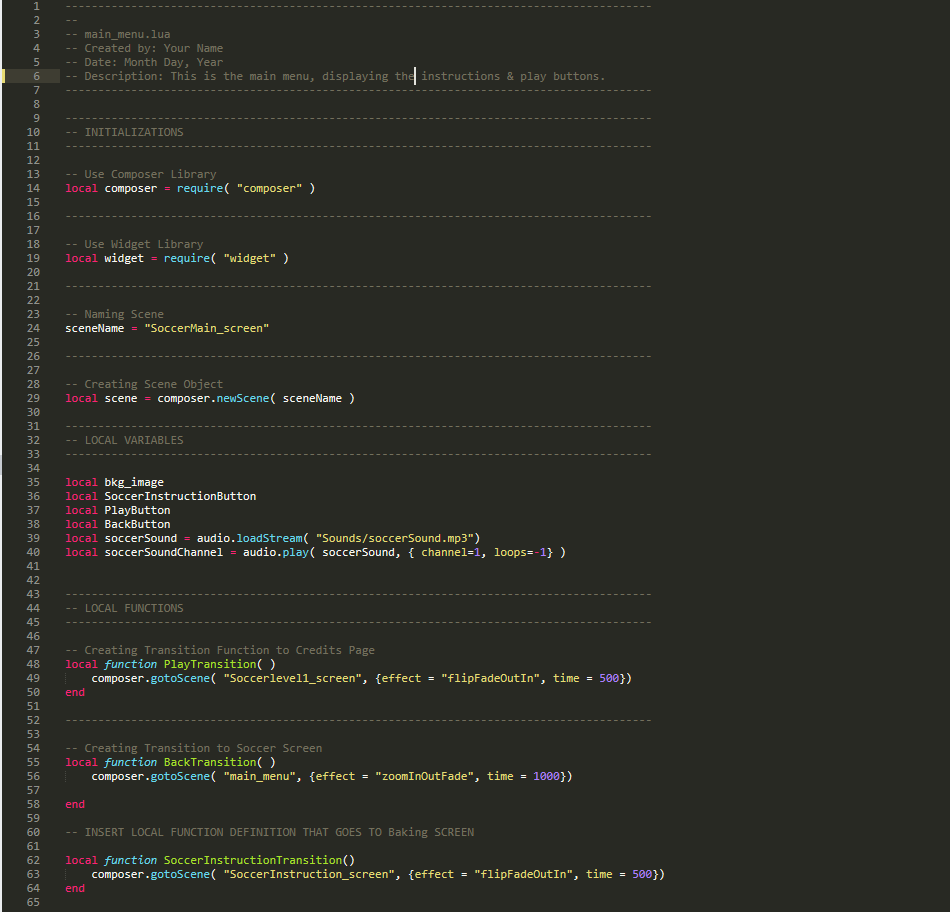 1 -----------------------------------------------------------------------------------------
2 --
3 -- main_menu.lua
4 -- Created by: Your Name
5 -- Date: Month Day, Year
6 -- Description: This is the main menu, displaying the instructions & play buttons.
7 -----------------------------------------------------------------------------------------
8
9 -----------------------------------------------------------------------------------------
10 -- INITIALIZATIONS
11 -----------------------------------------------------------------------------------------
12
13 -- Use Composer Library
14 local composer = require( "composer" )
15
16 -----------------------------------------------------------------------------------------
17
18 -- Use Widget Library
19 local widget = require( "widget" )
20
21 -----------------------------------------------------------------------------------------
22
23 -- Naming Scene
24 sceneName = "SoccerMain_screen"
25
26 -----------------------------------------------------------------------------------------
27
28 -- Creating Scene Object
29 local scene = composer.newScene( sceneName )
30
31 -----------------------------------------------------------------------------------------
32 -- LOCAL VARIABLES
33 -----------------------------------------------------------------------------------------
34
35 local bkg_image
36 local SoccerInstructionButton
37 local PlayButton
38 local BackButton
39 local soccerSound = audio.loadStream( "Sounds/soccerSound.mp3")
40 local soccerSoundChannel = audio.play( soccerSound, { channel=1, loops=-1} )
41
42
43 -----------------------------------------------------------------------------------------
44 -- LOCAL FUNCTIONS
45 -----------------------------------------------------------------------------------------
46
47 -- Creating Transition Function to Credits Page
48 local function PlayTransition( )
49     composer.gotoScene( "Soccerlevel1_screen", {effect = "flipFadeOutIn", time = 500})
50 end
51
52 -----------------------------------------------------------------------------------------
53
54 -- Creating Transition to Soccer Screen
55 local function BackTransition( )
56     composer.gotoScene( "main_menu", {effect = "zoomInOutFade", time = 1000})
57
58 end
59
60 -- INSERT LOCAL FUNCTION DEFINITION THAT GOES TO Baking SCREEN
61
62 local function SoccerInstructionTransition()
63     composer.gotoScene( "SoccerInstruction_screen", {effect = "flipFadeOutIn", time = 500})
64 end
65